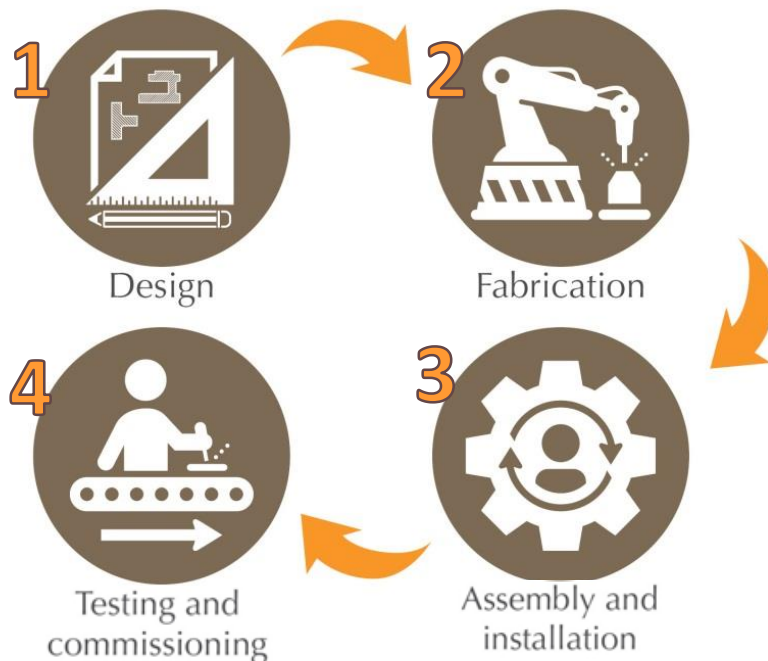 1
Design
2
Fabrication
3
Assembly and
installation
4
Testing and
commissioning